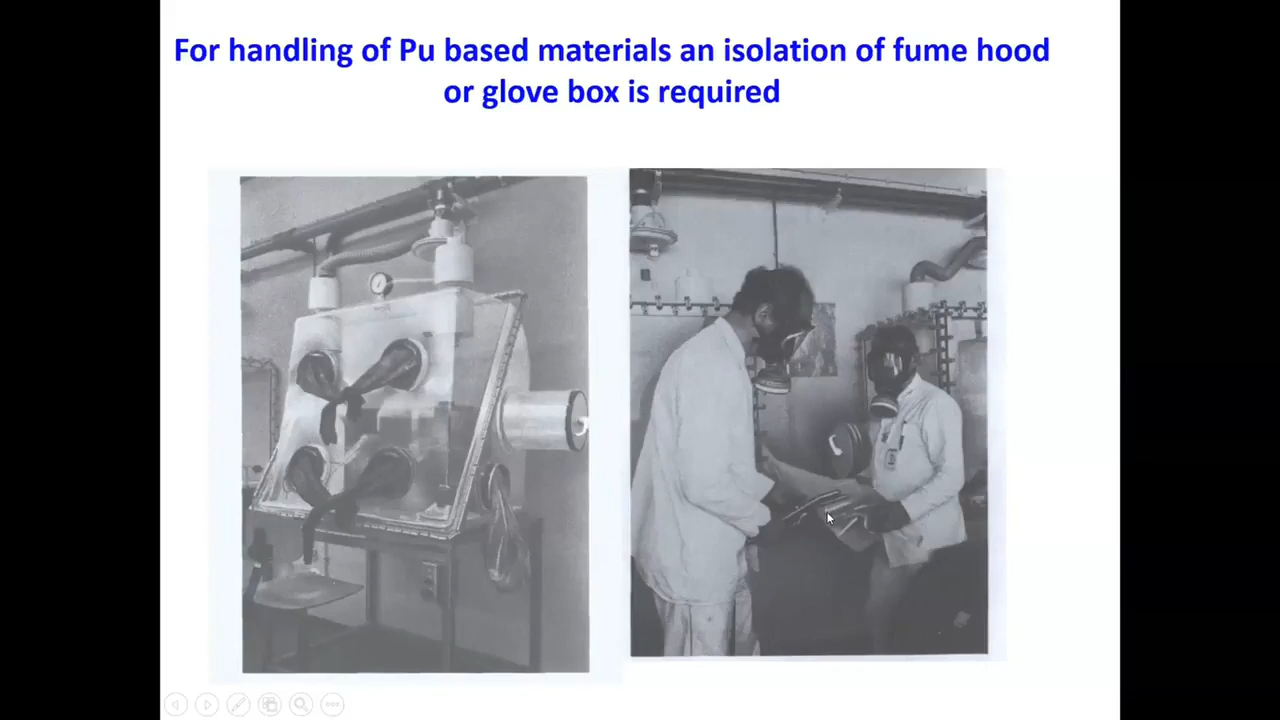 For handling of Pu based materials an isolation of fume hood
or glove box is required